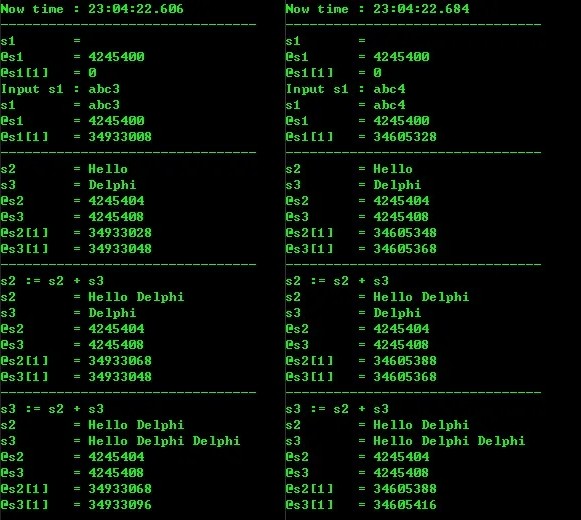 Now time : 23:04:22.606
--------------------------------
s1       =
@s1      = 4245400
@s1[1]   = 0
Input s1 : abc3
s1       = abc3
@s1      = 4245400
@s1[1]   = 34933008
--------------------------------
s2       = Hello
s3       = Delphi
@s2      = 4245404
@s3      = 4245408
@s2[1]   = 34933028
@s3[1]   = 34933048
--------------------------------
s2 := s2 + s3
s2       = Hello Delphi
s3       = Delphi
@s2      = 4245404
@s3      = 4245408
@s2[1]   = 34933068
@s3[1]   = 34933048
--------------------------------
s3 := s2 + s3
s2       = Hello Delphi
s3       = Hello Delphi Delphi
@s2      = 4245404
@s3      = 4245408
@s2[1]   = 34933068
@s3[1]   = 34933096
Now time : 23:04:22.684
--------------------------------
s1       =
@s1      = 4245400
@s1[1]   = 0
Input s1 : abc4
s1       = abc4
@s1      = 4245400
@s1[1]   = 34605328
--------------------------------
s2       = Hello
s3       = Delphi
@s2      = 4245404
@s3      = 4245408
@s2[1]   = 34605348
@s3[1]   = 34605368
--------------------------------
s2 := s2 + s3
s2       = Hello Delphi
s3       = Delphi
@s2      = 4245404
@s3      = 4245408
@s2[1]   = 34605388
@s3[1]   = 34605368
--------------------------------
s3 := s2 + s3
s2       = Hello Delphi
s3       = Hello Delphi Delphi
@s2      = 4245404
@s3      = 4245408
@s2[1]   = 34605388
@s3[1]   = 34605416